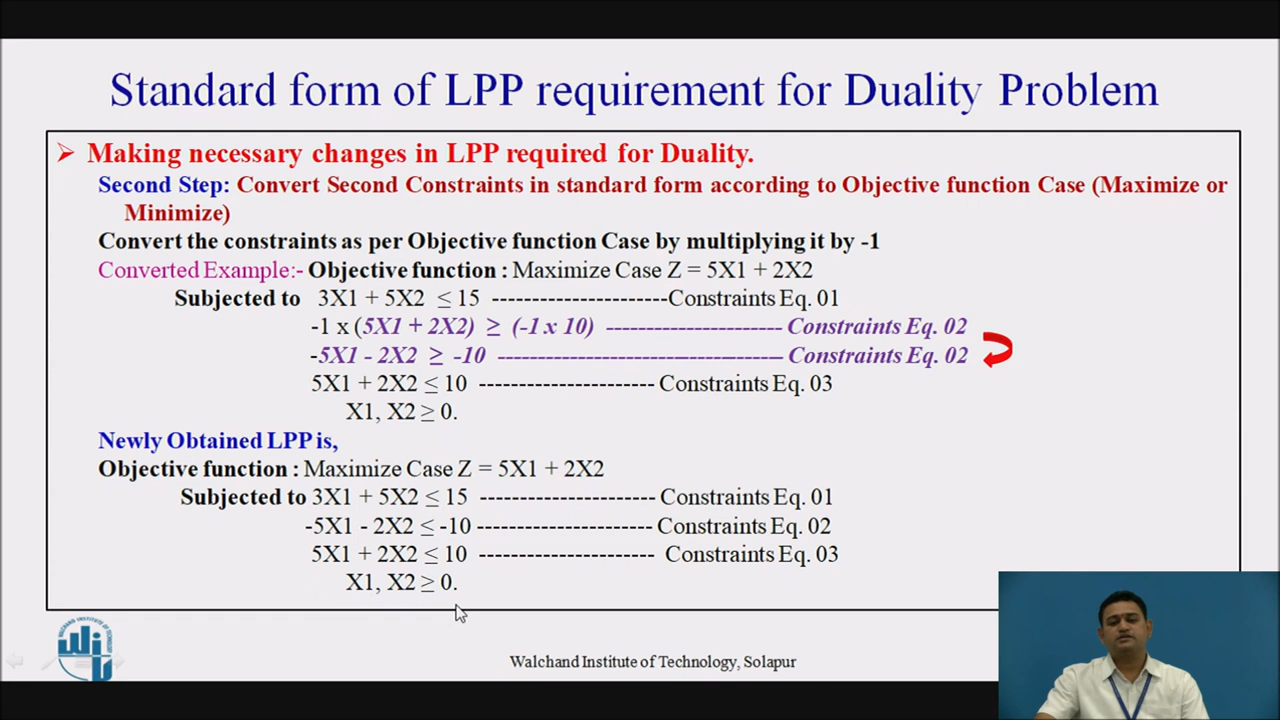 Standard form of LPP requirement for Duality Problem
➢ Making necessary changes in LPP required for Duality.
Second Step: Convert Second Constraints in standard form according to Objective function Case (Maximize or
Minimize)
Convert the constraints as per Objective function Case by multiplying it by -1
Converted Example:- Objective function : Maximize Case Z = 5X1 + 2X2
Subjected to 3X1 + 5X2 ≤ 15 ----------------------Constraints Eq. 01
-1 x (5X1 + 2X2) ≥ (-1 x 10) ---------------------- Constraints Eq. 02
-5X1 - 2X2 ≥ -10 ----------------------------------- Constraints Eq. 02
5X1 + 2X2 ≤ 10 ---------------------- Constraints Eq. 03
X1, X2 ≥ 0.
Newly Obtained LPP is,
Objective function : Maximize Case Z = 5X1 + 2X2
Subjected to 3X1 + 5X2 ≤ 15 ---------------------- Constraints Eq. 01
-5X1 - 2X2 ≤ -10 ---------------------- Constraints Eq. 02
5X1 + 2X2 ≤ 10 ---------------------- Constraints Eq. 03
X1, X2 ≥ 0.
WALCHAND INSTITUTE OF TECHNOLOGY
Walchand Institute of Technology, Solapur